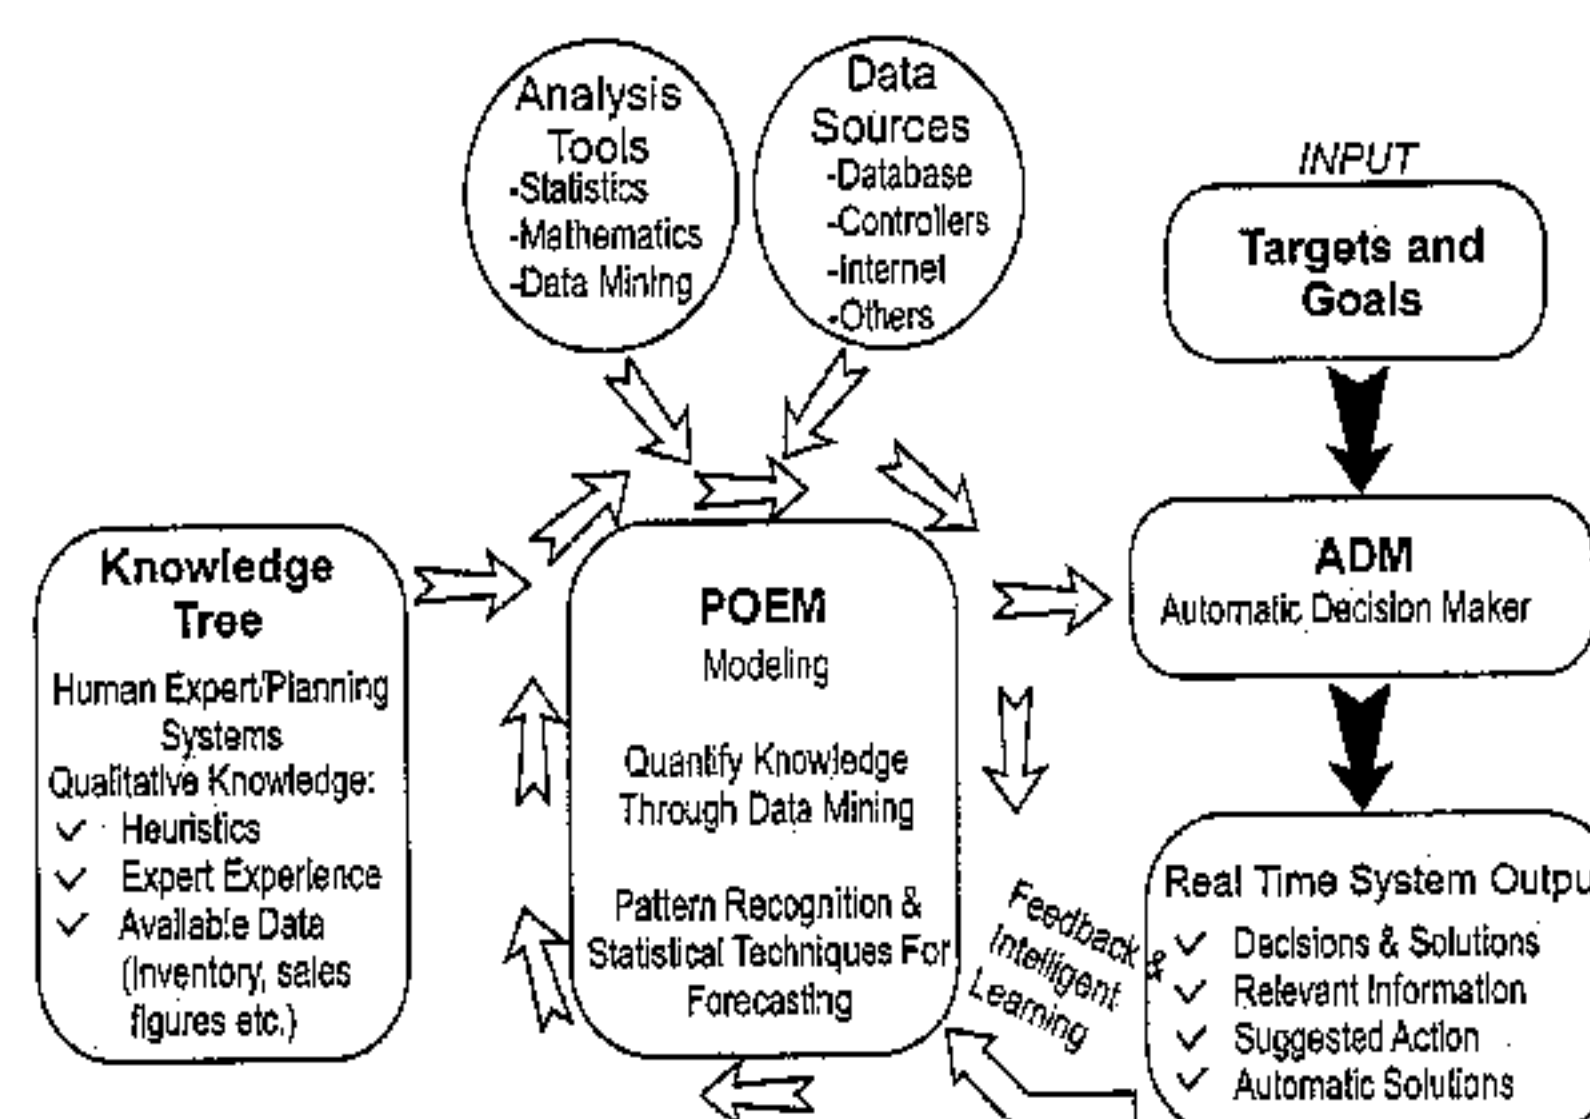 Analysis
Tools
-Statistics
-Mathematics
-Data Mining
Data
Sources
-Database
-Controllers
-Internet
-Others
INPUT
Targets and
Goals
Knowledge
Tree
Human Expert/Planning
Systems
Qualitative Knowledge:
✓ Heuristics
✓ Expert Experience
✓ Available Data
(Inventory, sales
figures etc.)
POEM
Modeling
Quantify Knowledge
Through Data Mining
Pattern Recognition &
Statistical Techniques For
Forecasting
ADM
Automatic Decision Maker
Feedback &
Intelligent
Learning
Real Time System Outpu
✓ Decisions & Solutions
✓ Relevant Information
✓ Suggested Action
✓ Automatic Solutions